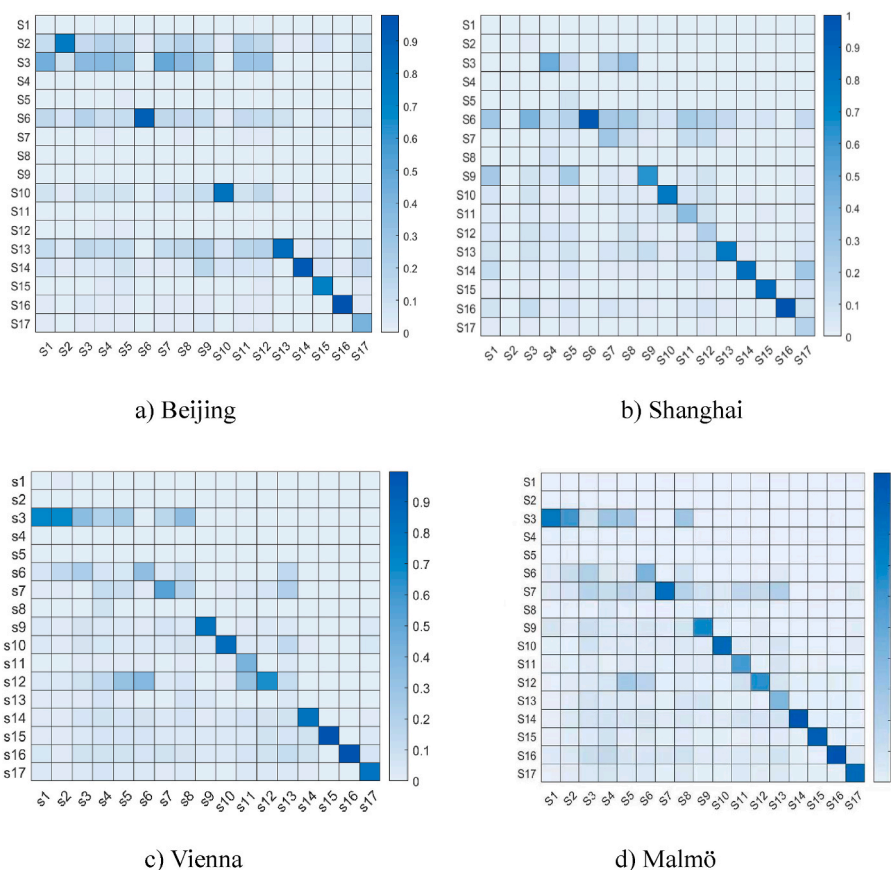 S1
S2
S3
S4
S5
S6
S7
S8
S9
S10
S11
S12
S13
S14
S15
S16
S17
S1 S2 S3 S4 S5 S6 S7 S8 S9 S10 S11 S12 S13 S14 S15 S16 S17
0.9
0.8
0.7
0.6
0.5
0.4
0.3
0.2
0.1
0
a) Beijing
S1
S2
S3
S4
S5
S6
S7
S8
S9
S10
S11
S12
S13
S14
S15
S16
S17
S1 S2 S3 S4 S5 S6 S7 S8 S9 S10 S11 S12 S13 S14 S15 S16 S17
1
0.9
0.8
0.7
0.6
0.5
0.4
0.3
0.2
0.1
0
b) Shanghai
s1
s2
s3
s4
s5
s6
s7
s8
s9
s10
s11
s12
s13
s14
s15
s16
s17
s1 s2 s3 s4 s5 s6 s7 s8 s9 s10 s11 s12 s13 s14 s15 s16 s17
0.9
0.8
0.7
0.6
0.5
0.4
0.3
0.2
0.1
0
c) Vienna
S1
S2
S3
S4
S5
S6
S7
S8
S9
S10
S11
S12
S13
S14
S15
S16
S17
S1 S2 S3 S4 S5 S6 S7 S8 S9 S10 S11 S12 S13 S14 S15 S16 S17
d) Malmö